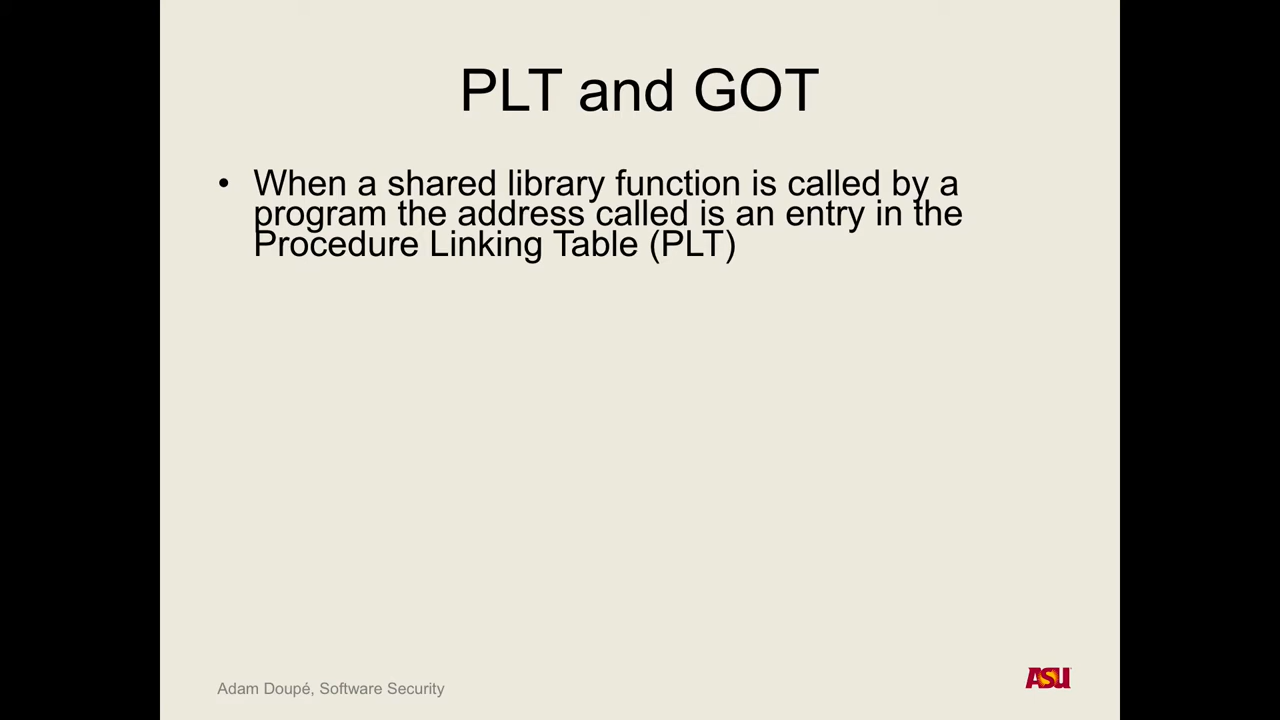 PLT and GOT
• When a shared library function is called by a
program the address called is an entry in the
Procedure Linking Table (PLT)
Adam Doupé, Software Security
ASU